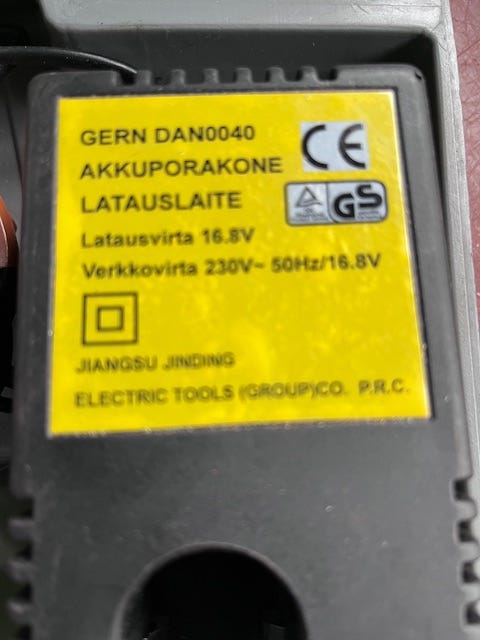 GERN DAN0040
CE
AKKUPORAKONE
LATAUSLAITE
GS
Latausvirta 16.8V
Verkkovirta 230V~ 50Hz/16.8V
JIANGSU JINDING
ELECTRIC TOOLS (GROUP)CO. P.R.C.